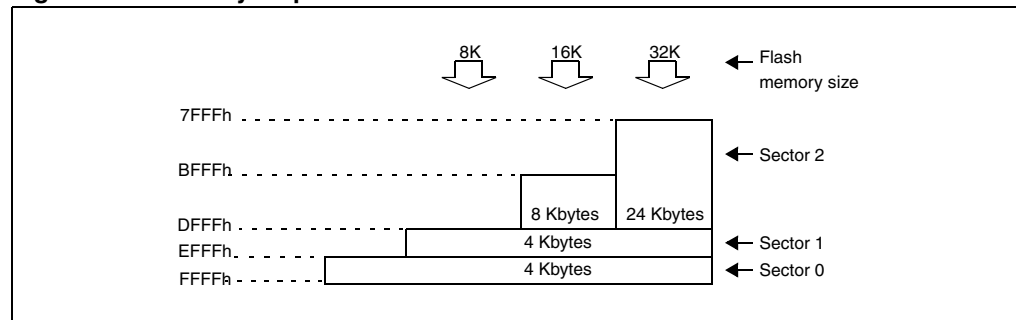 8K 16K 32K
Flash
memory size
7FFFh
Sector 2
BFFFh
8 Kbytes 24 Kbytes
DFFFh
4 Kbytes
Sector 1
EFFFh
4 Kbytes
Sector 0
FFFFh